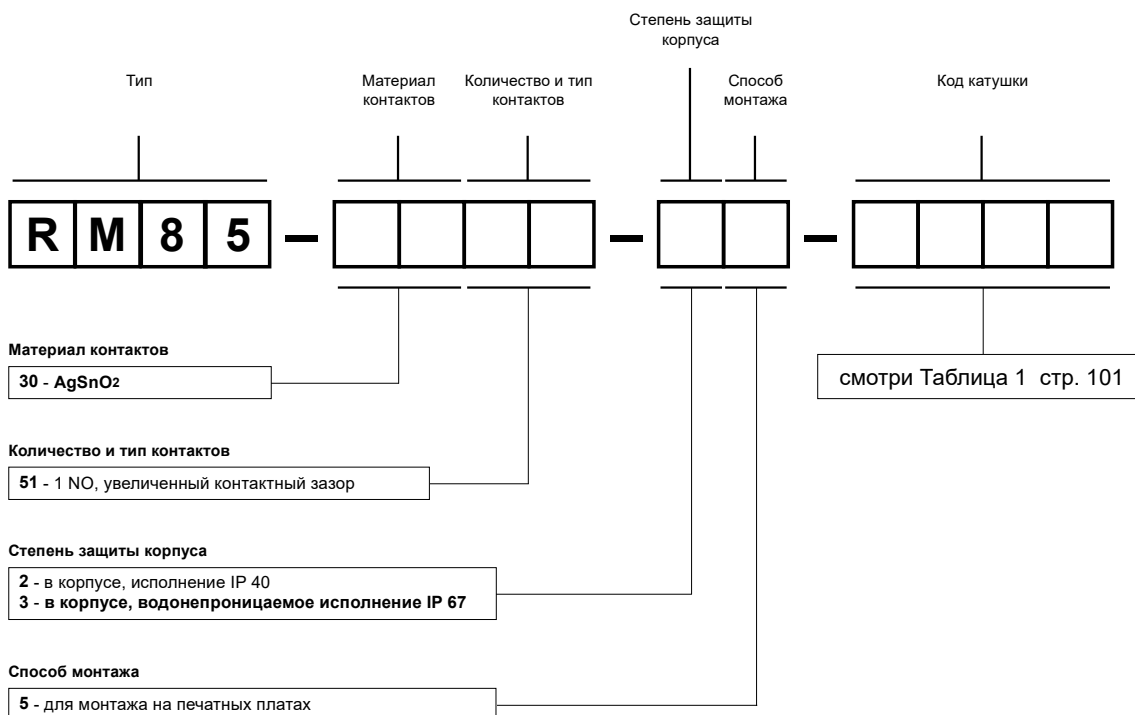 Степень защиты
корпуса
Тип
Материал
контактов
Количество и тип
контактов
Способ
монтажа
Код катушки
R M 8 5 – – –
Материал контактов
30 - AgSnO2
смотри Таблица 1 стр. 101
Количество и тип контактов
51 - 1 NO, увеличенный контактный зазор
Степень защиты корпуса
2 - в корпусе, исполнение IP 40
3 - в корпусе, водонепроницаемое исполнение IP 67
Способ монтажа
5 - для монтажа на печатных платах